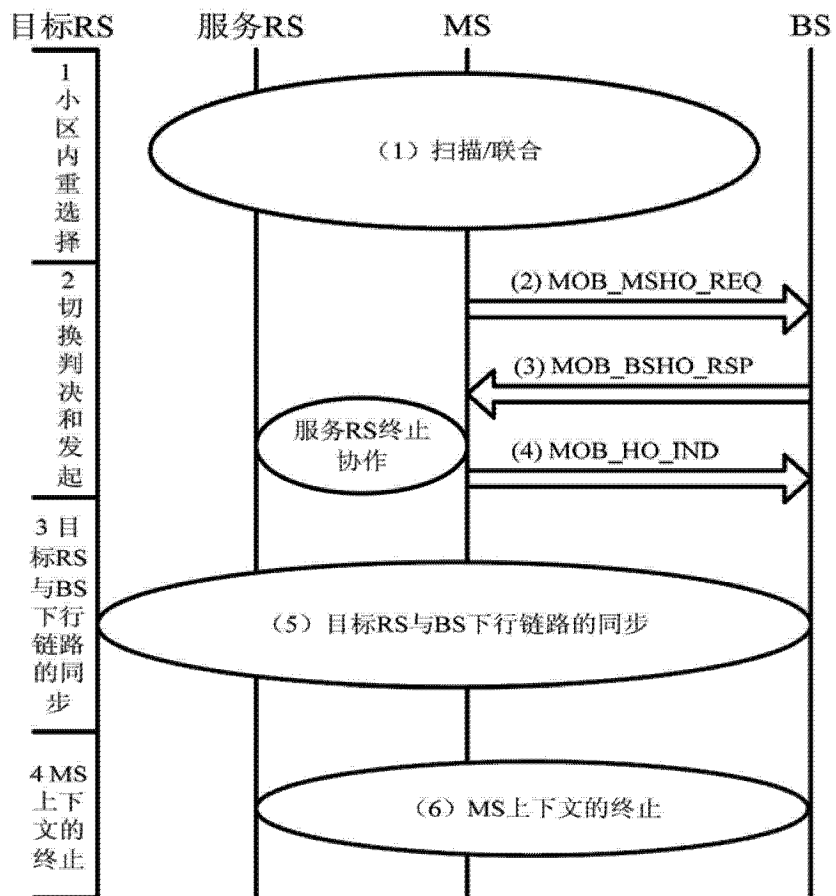 目标RS 服务RS MS BS
1
小
区
内
重
选
择
（1）扫描/联合
2
切
换
判
决
和
发
起
(2) MOB_MSHO_REQ
(3) MOB_BSHO_RSP
服务RS终止
协作
(4) MOB_HO_IND
3 目
标RS
与BS
下行
链路
的同
步
（5）目标RS与BS下行链路的同步
4 MS
上下
文的
终止
（6）MS上下文的终止